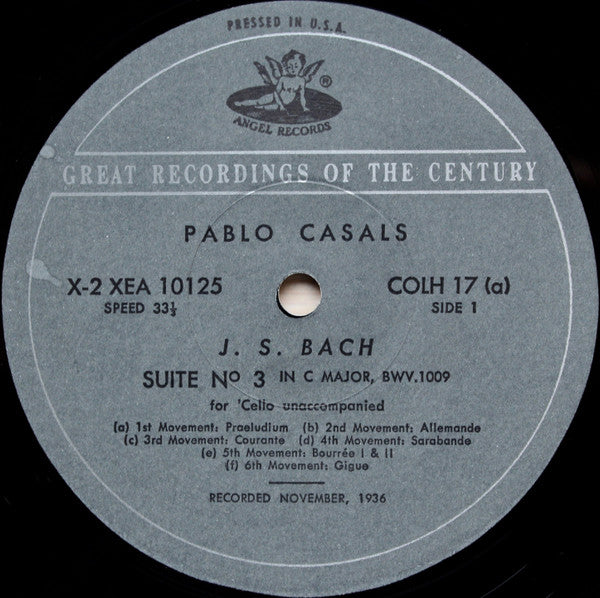 PRESSED IN U.S.A.
®
ANGEL RECORDS
GREAT RECORDINGS OF THE CENTURY
PABLO CASALS
X-2 XEA 10125 COLH 17 (a)
SPEED 33⅓ SIDE 1
J. S. BACH
SUITE Nº 3 IN C MAJOR, BWV.1009
for 'Cello unaccompanied
(a) 1st Movement: Praeludium (b) 2nd Movement: Allemande
(c) 3rd Movement: Courante (d) 4th Movement: Sarabande
(e) 5th Movement: Bourrée I & II
(f) 6th Movement: Gigue
RECORDED NOVEMBER, 1936